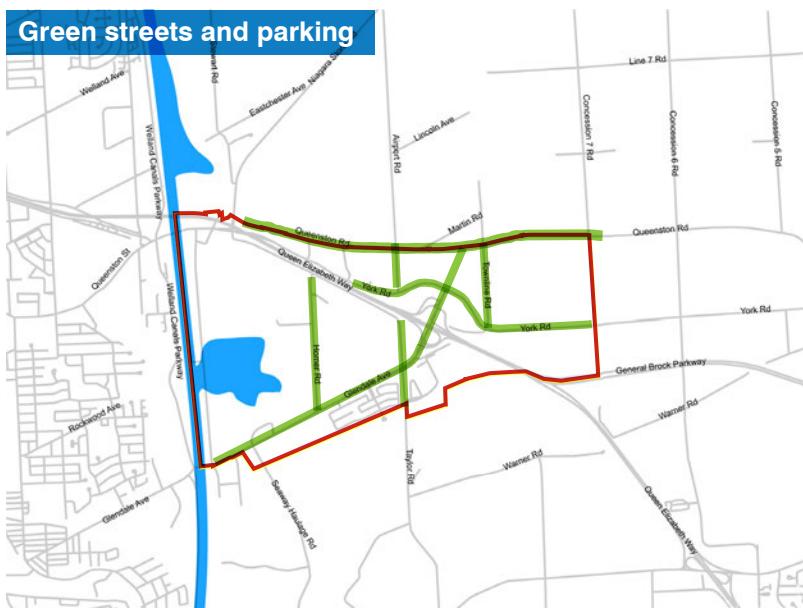 Green streets and parking
Stewart Rd
Line 7 Rd
Welland Ave
Niagara
Eastchester Ave
Concession 7 Rd
Concession 6 Rd
Concession 5 Rd
Lincoln Ave
Airport Rd
Welland Canals Parkway
Martin Rd
Queenston Rd
Queenston Rd
Queenston St
Queen Elizabeth Way
Townline Rd
York Rd
Welland Canals Parkway
York Rd
York Rd
Homer Rd
General Brock Parkway
Glendale Ave
Rockwood Ave
Warner Rd
Taylor Rd
Warner Rd
Glendale Ave
Seaway Haulage Rd
Queen Elizabeth Way